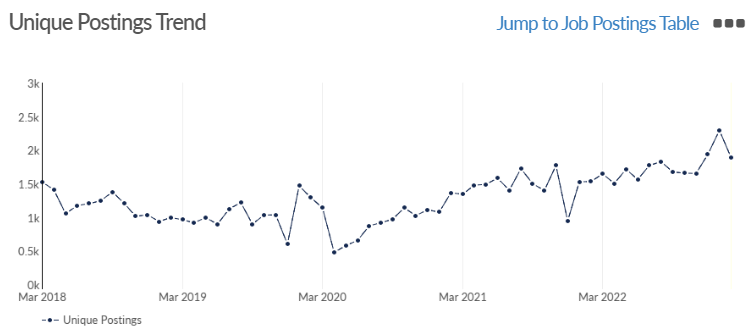 Unique Postings Trend
Jump to Job Postings Table
3k
2.5k
2k
1.5k
1k
0.5k
0k
Mar 2018 Mar 2019 Mar 2020 Mar 2021 Mar 2022
Unique Postings